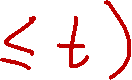 ≤ t )